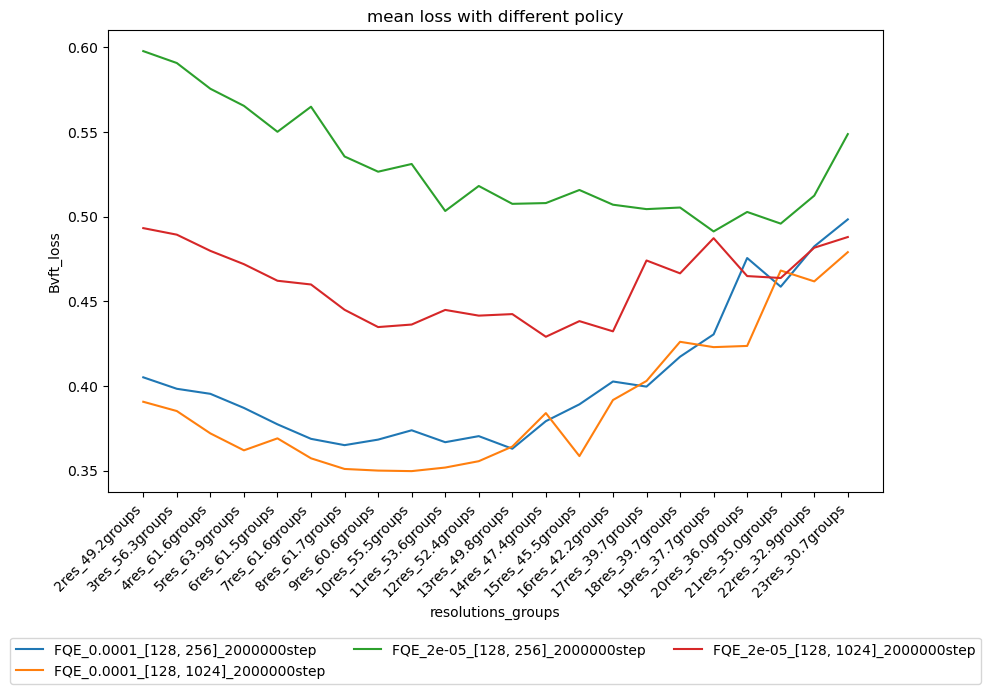 mean loss with different policy
0.60
0.55
0.50
0.45
0.40
0.35
Bvft_loss
2res_49.2groups
3res_56.3groups
4res_61.6groups
5res_63.9groups
6res_61.5groups
7res_61.6groups
8res_61.7groups
9res_60.6groups
10res_55.5groups
11res_53.6groups
12res_52.4groups
13res_49.8groups
14res_47.4groups
15res_45.5groups
16res_42.2groups
17res_39.7groups
18res_39.7groups
19res_37.7groups
20res_36.0groups
21res_35.0groups
22res_32.9groups
23res_30.7groups
resolutions_groups
FQE_0.0001_[128, 256]_2000000step
FQE_0.0001_[128, 1024]_2000000step
FQE_2e-05_[128, 256]_2000000step
FQE_2e-05_[128, 1024]_2000000step